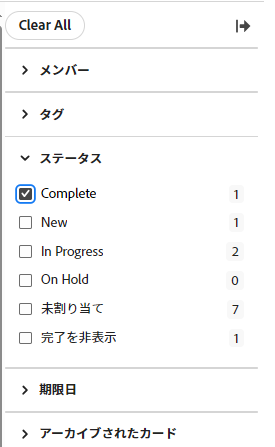 Clear All
メンバー
タグ
ステータス
Complete 1
New 1
In Progress 2
On Hold 0
未割り当て 7
完了を非表示 1
期限日
アーカイブされたカード